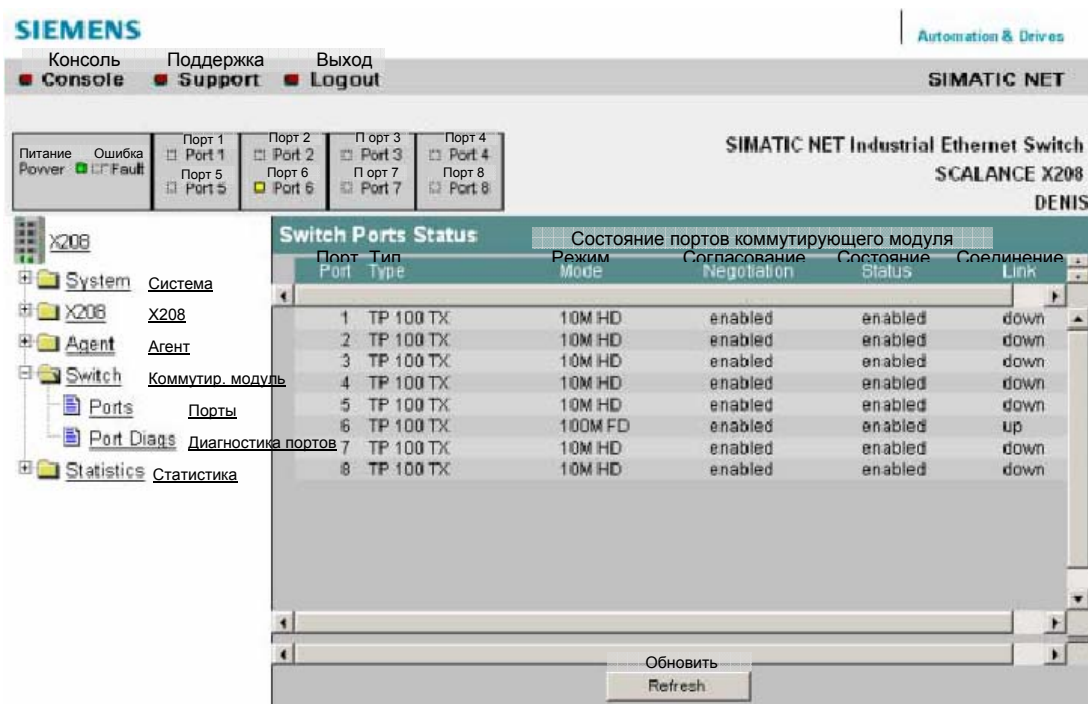 SIEMENS
Automation & Drives
Консоль Поддержка Выход
Console Support Logout
SIMATIC NET
Питание Ошибка
Power Fault
Порт 1 Порт 2 П орт 3 Порт 4
Port 1 Port 2 Port 3 Port 4
Порт 5 Порт 6 П орт 7 Порт 8
Port 5 Port 6 Port 7 Port 8
SIMATIC NET Industrial Ethernet Switch
SCALANCE X208
DENIS
X208
System Система
X208 X208
Agent Агент
Switch Коммутир. модуль
Ports Порты
Port Diags Диагностика портов
Statistics Статистика
Switch Ports Status Состояние портов коммутирующего модуля
Порт Тип Режим Согласование Состояние Соединение
Port Type Mode Negotiation Status Link
1 TP 100 TX 10M HD enabled enabled down
2 TP 100 TX 10M HD enabled enabled down
3 TP 100 TX 10M HD enabled enabled down
4 TP 100 TX 10M HD enabled enabled down
5 TP 100 TX 10M HD enabled enabled down
6 TP 100 TX 100M FD enabled enabled up
7 TP 100 TX 10M HD enabled enabled down
8 TP 100 TX 10M HD enabled enabled down
Обновить
Refresh